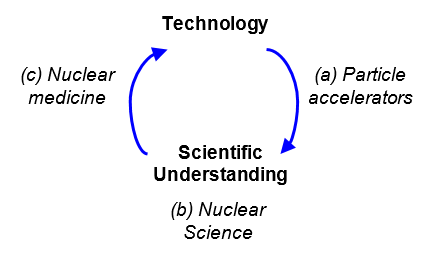 Technology
(c) Nuclear
medicine
(a) Particle
accelerators
Scientific
Understanding
(b) Nuclear
Science